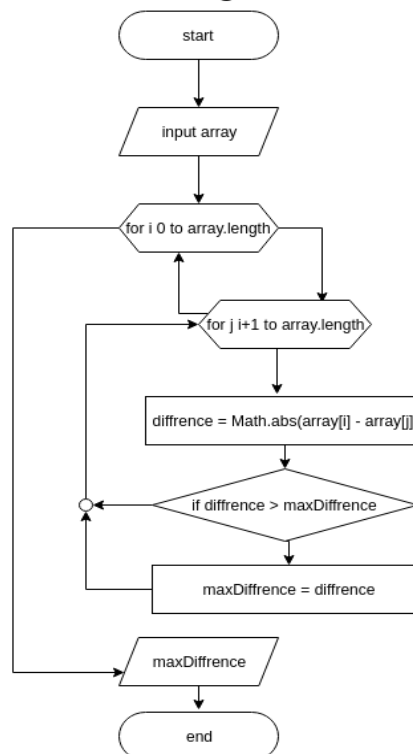 start
input array
for i 0 to array.length
for j i+1 to array.length
diffrence = Math.abs(array[i] - array[j]
if diffrence > maxDiffrence
maxDiffrence = diffrence
maxDiffrence
end